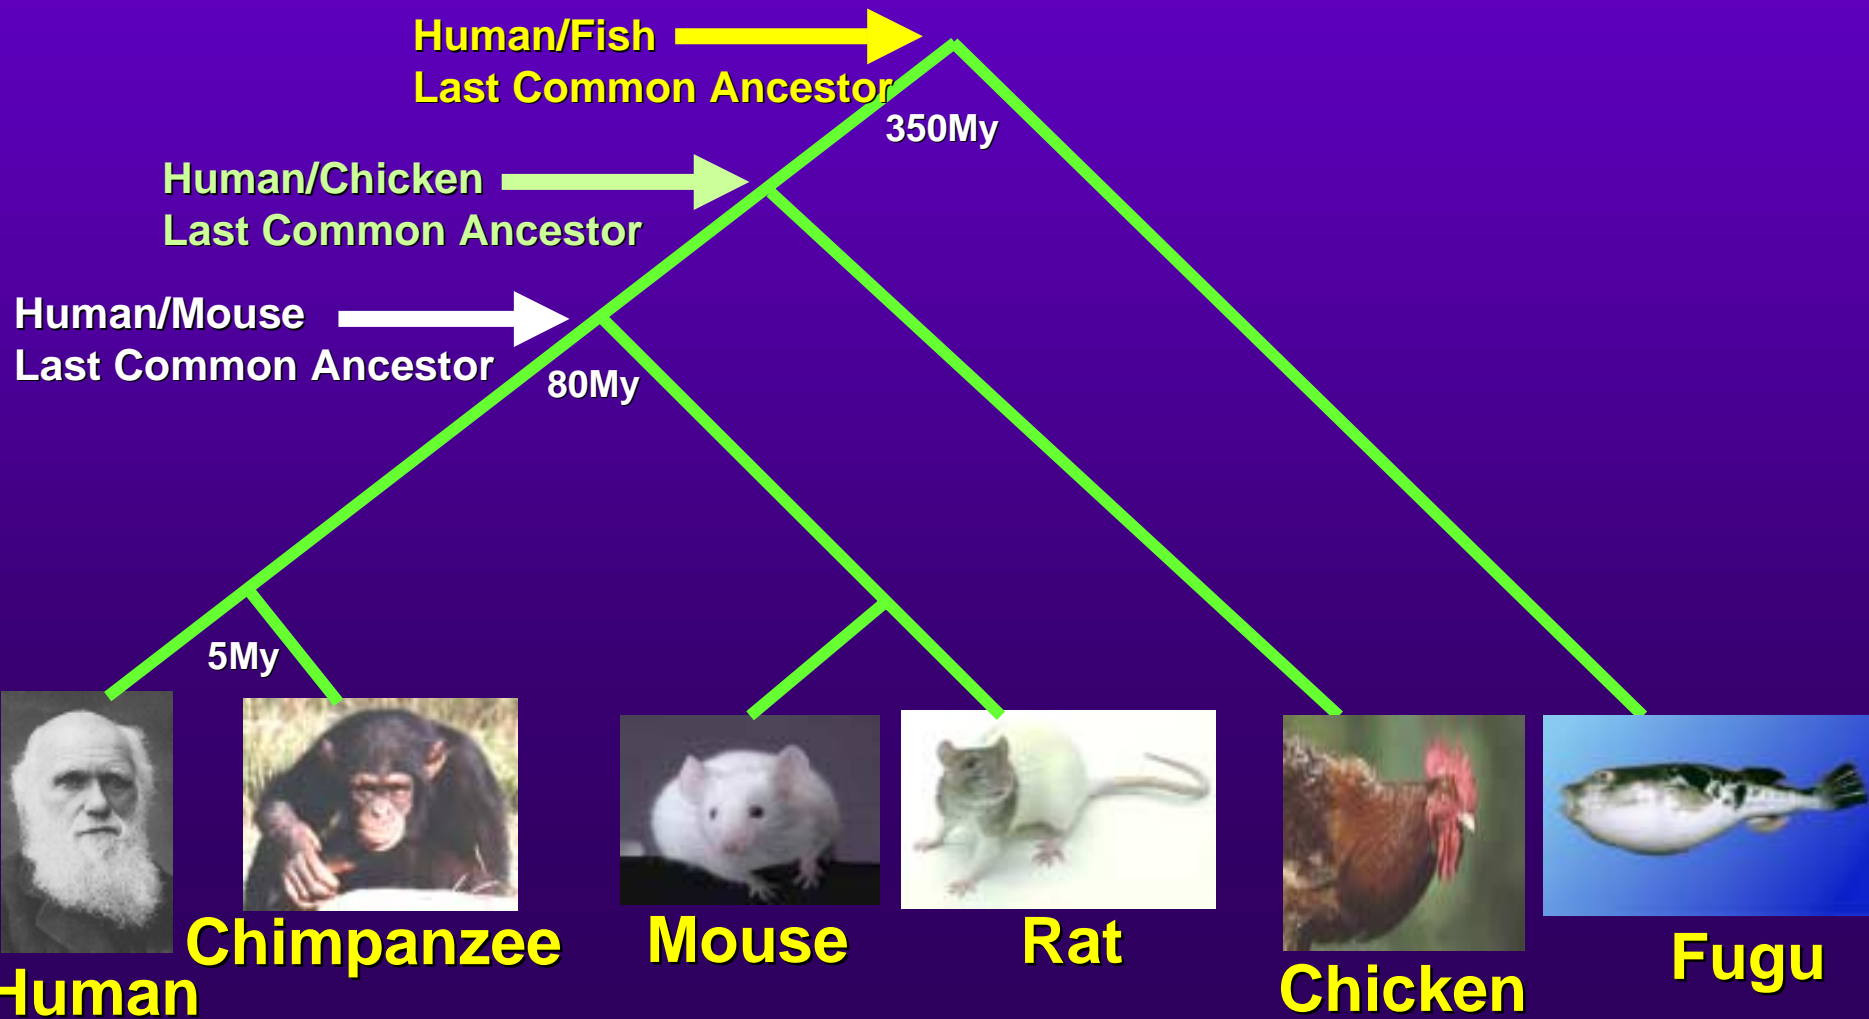 Human/Fish
Last Common Ancestor
350My
Human/Chicken
Last Common Ancestor
Human/Mouse
Last Common Ancestor
80My
5My
Human
Chimpanzee
Mouse
Rat
Chicken
Fugu